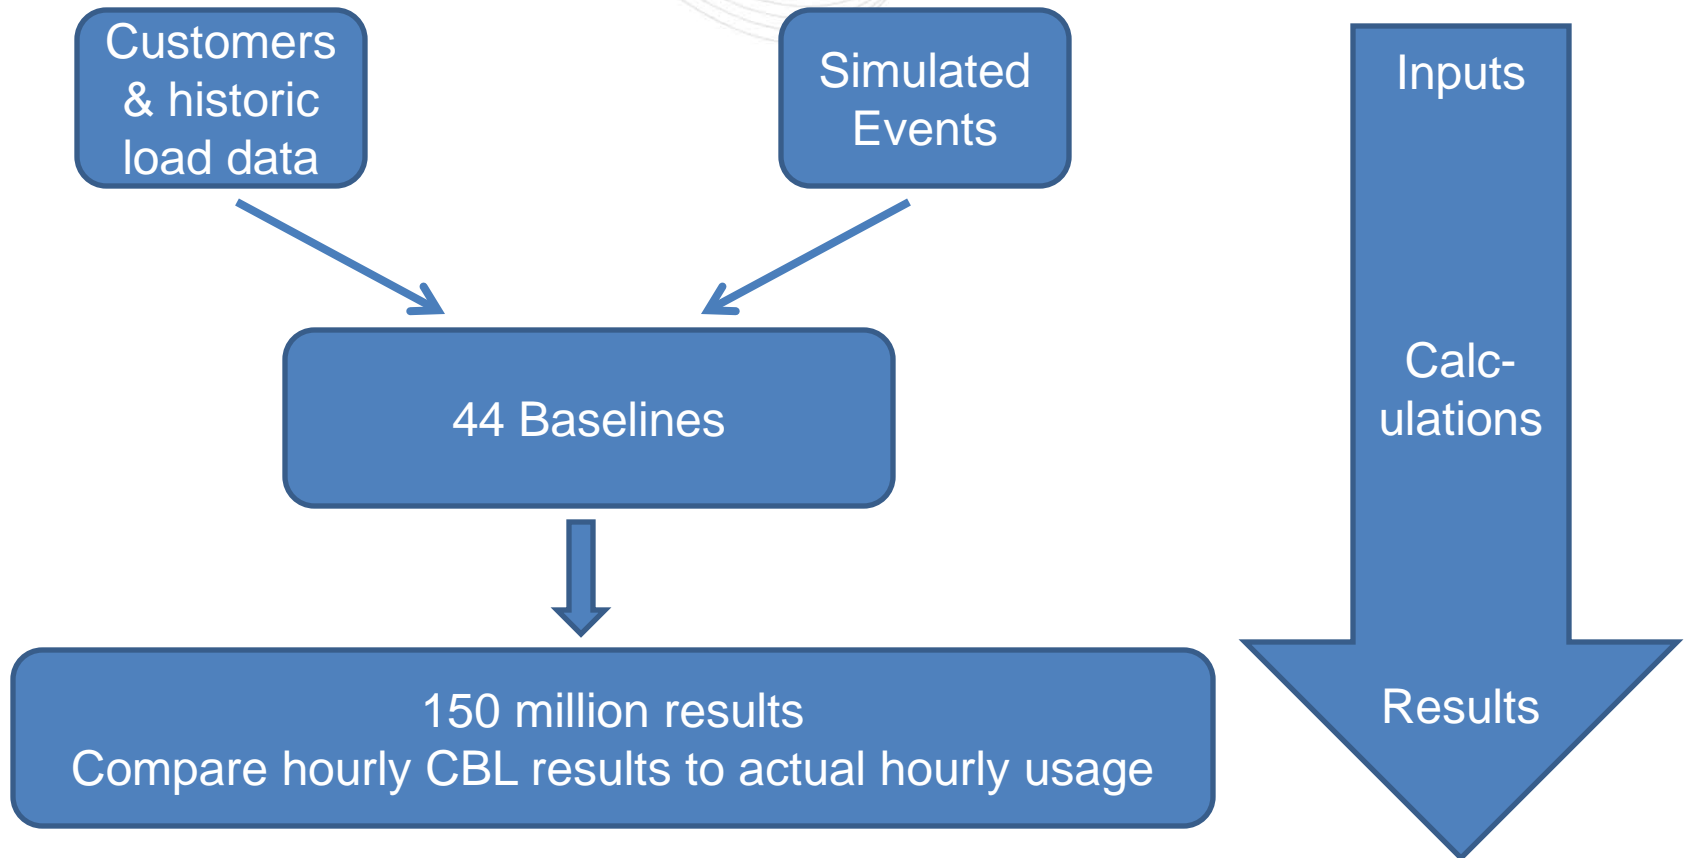 Customers
& historic
load data
Simulated
Events
Inputs
44 Baselines
Calc-
ulations
150 million results
Compare hourly CBL results to actual hourly usage
Results